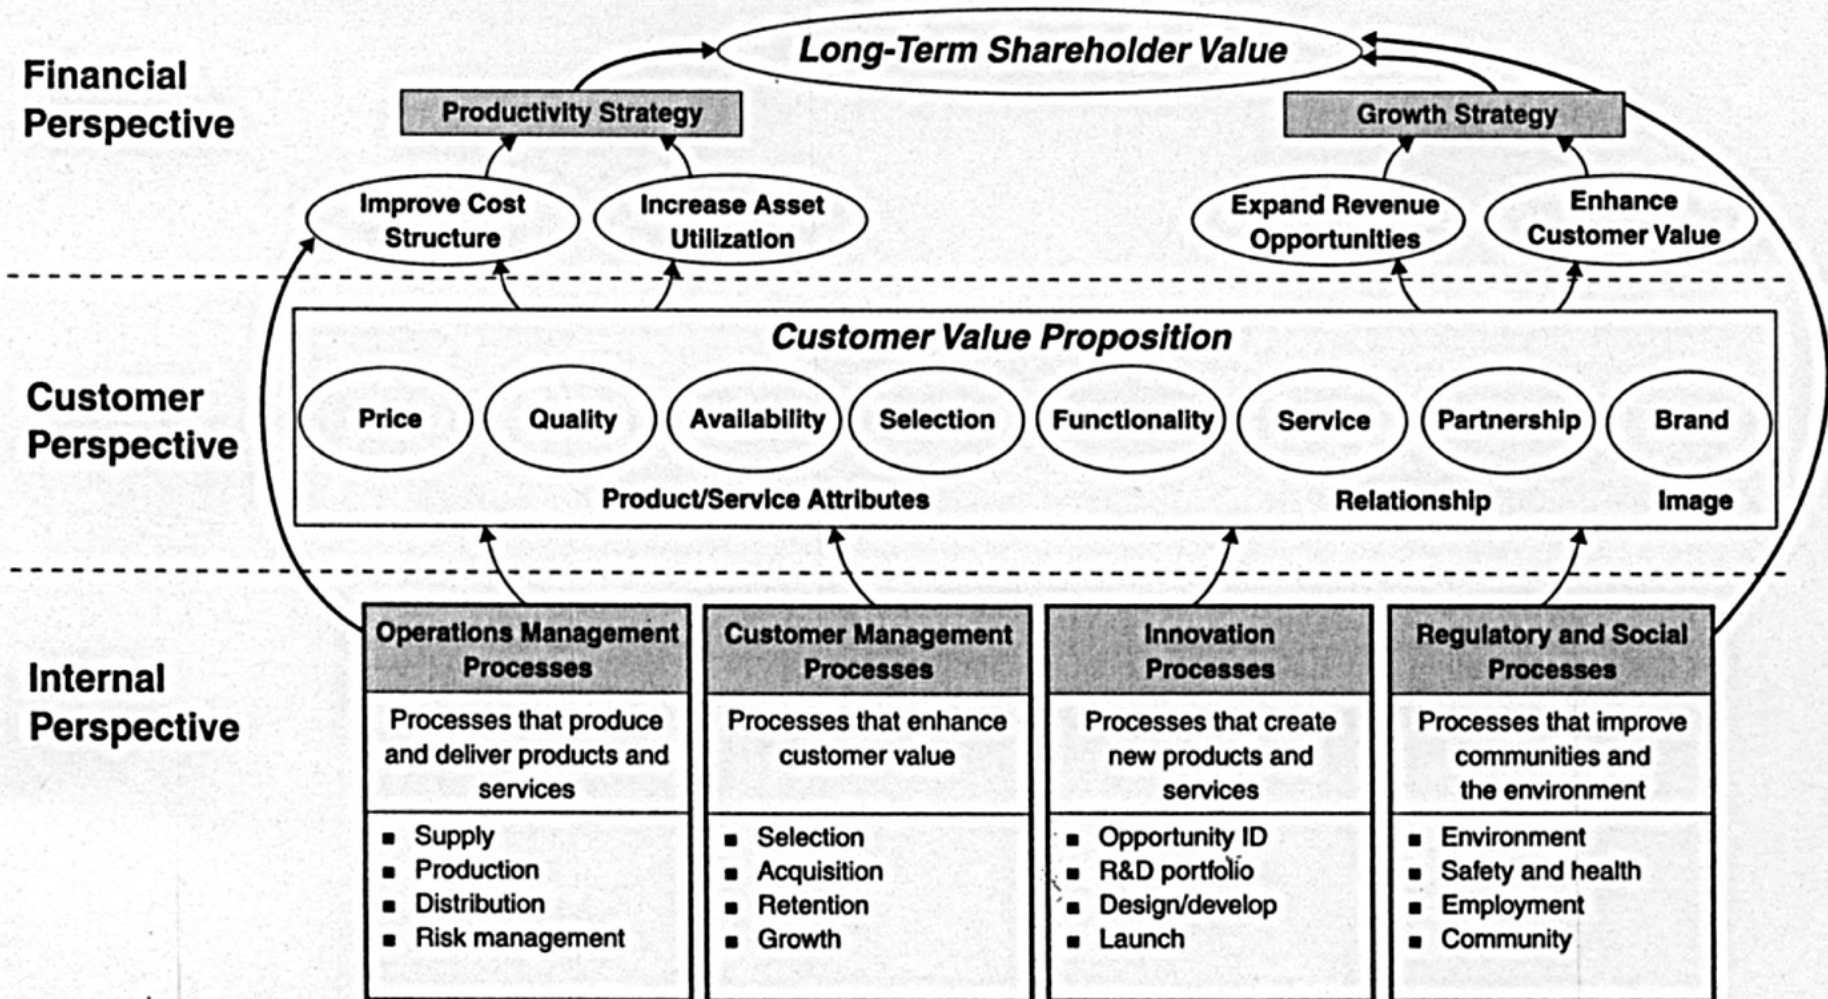 Long-Term Shareholder Value
Financial
Perspective
Productivity Strategy
Growth Strategy
Improve Cost
Structure
Increase Asset
Utilization
Expand Revenue
Opportunities
Enhance
Customer Value
Customer Value Proposition
Customer
Perspective
Price
Quality
Availability
Selection
Functionality
Service
Partnership
Brand
Product/Service Attributes
Relationship
Image
Internal
Perspective
Operations Management
Processes
Processes that produce
and deliver products and
services
■ Supply
■ Production
■ Distribution
■ Risk management
Customer Management
Processes
Processes that enhance
customer value
■ Selection
■ Acquisition
■ Retention
■ Growth
Innovation
Processes
Processes that create
new products and
services
■ Opportunity ID
■ R&D portfolio
■ Design/develop
■ Launch
Regulatory and Social
Processes
Processes that improve
communities and
the environment
■ Environment
■ Safety and health
■ Employment
■ Community